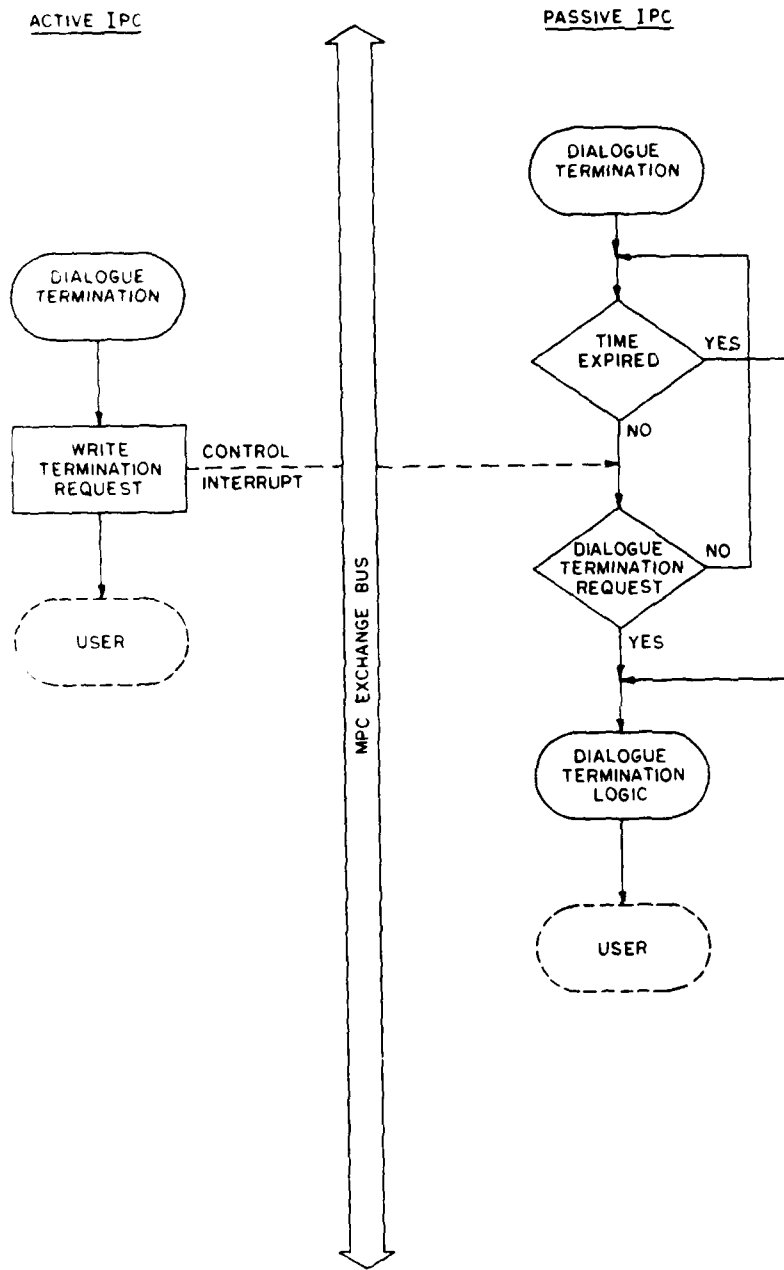 ACTIVE IPC
PASSIVE IPC
DIALOGUE
TERMINATION
WRITE
TERMINATION
REQUEST
CONTROL
INTERRUPT
USER
MPC EXCHANGE BUS
DIALOGUE
TERMINATION
TIME
EXPIRED
YES
NO
DIALOGUE
TERMINATION
REQUEST
NO
YES
DIALOGUE
TERMINATION
LOGIC
USER